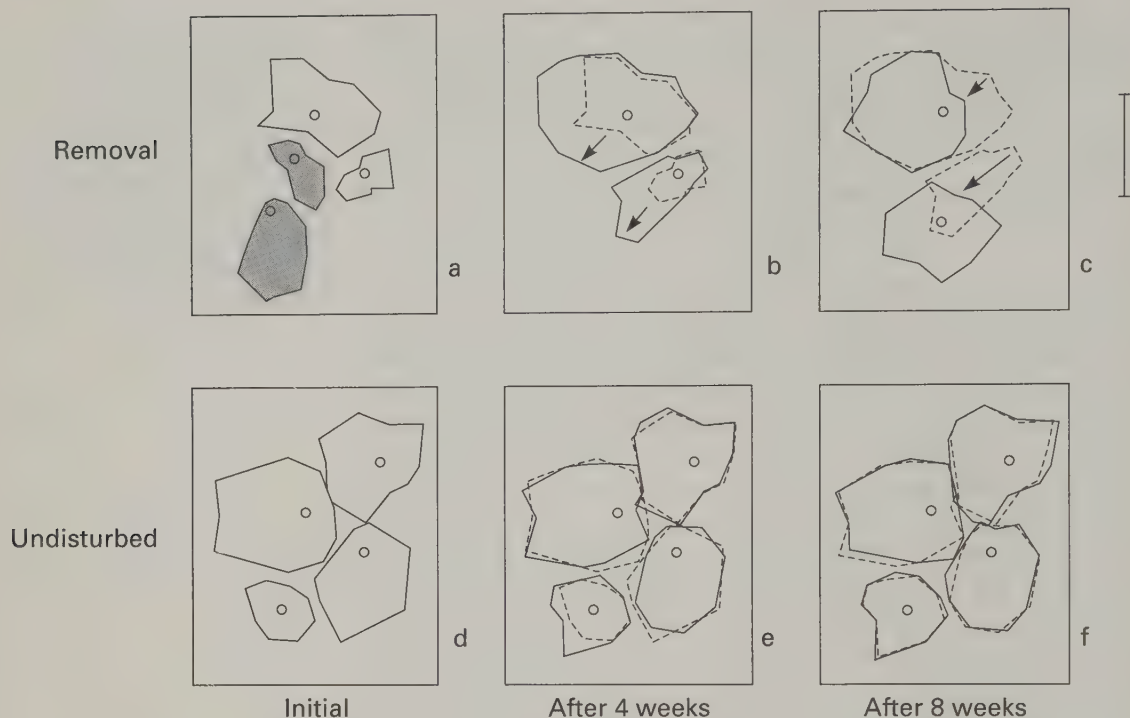 Removal
a
b
c
Undisturbed
d
e
f
Initial
After 4 weeks
After 8 weeks